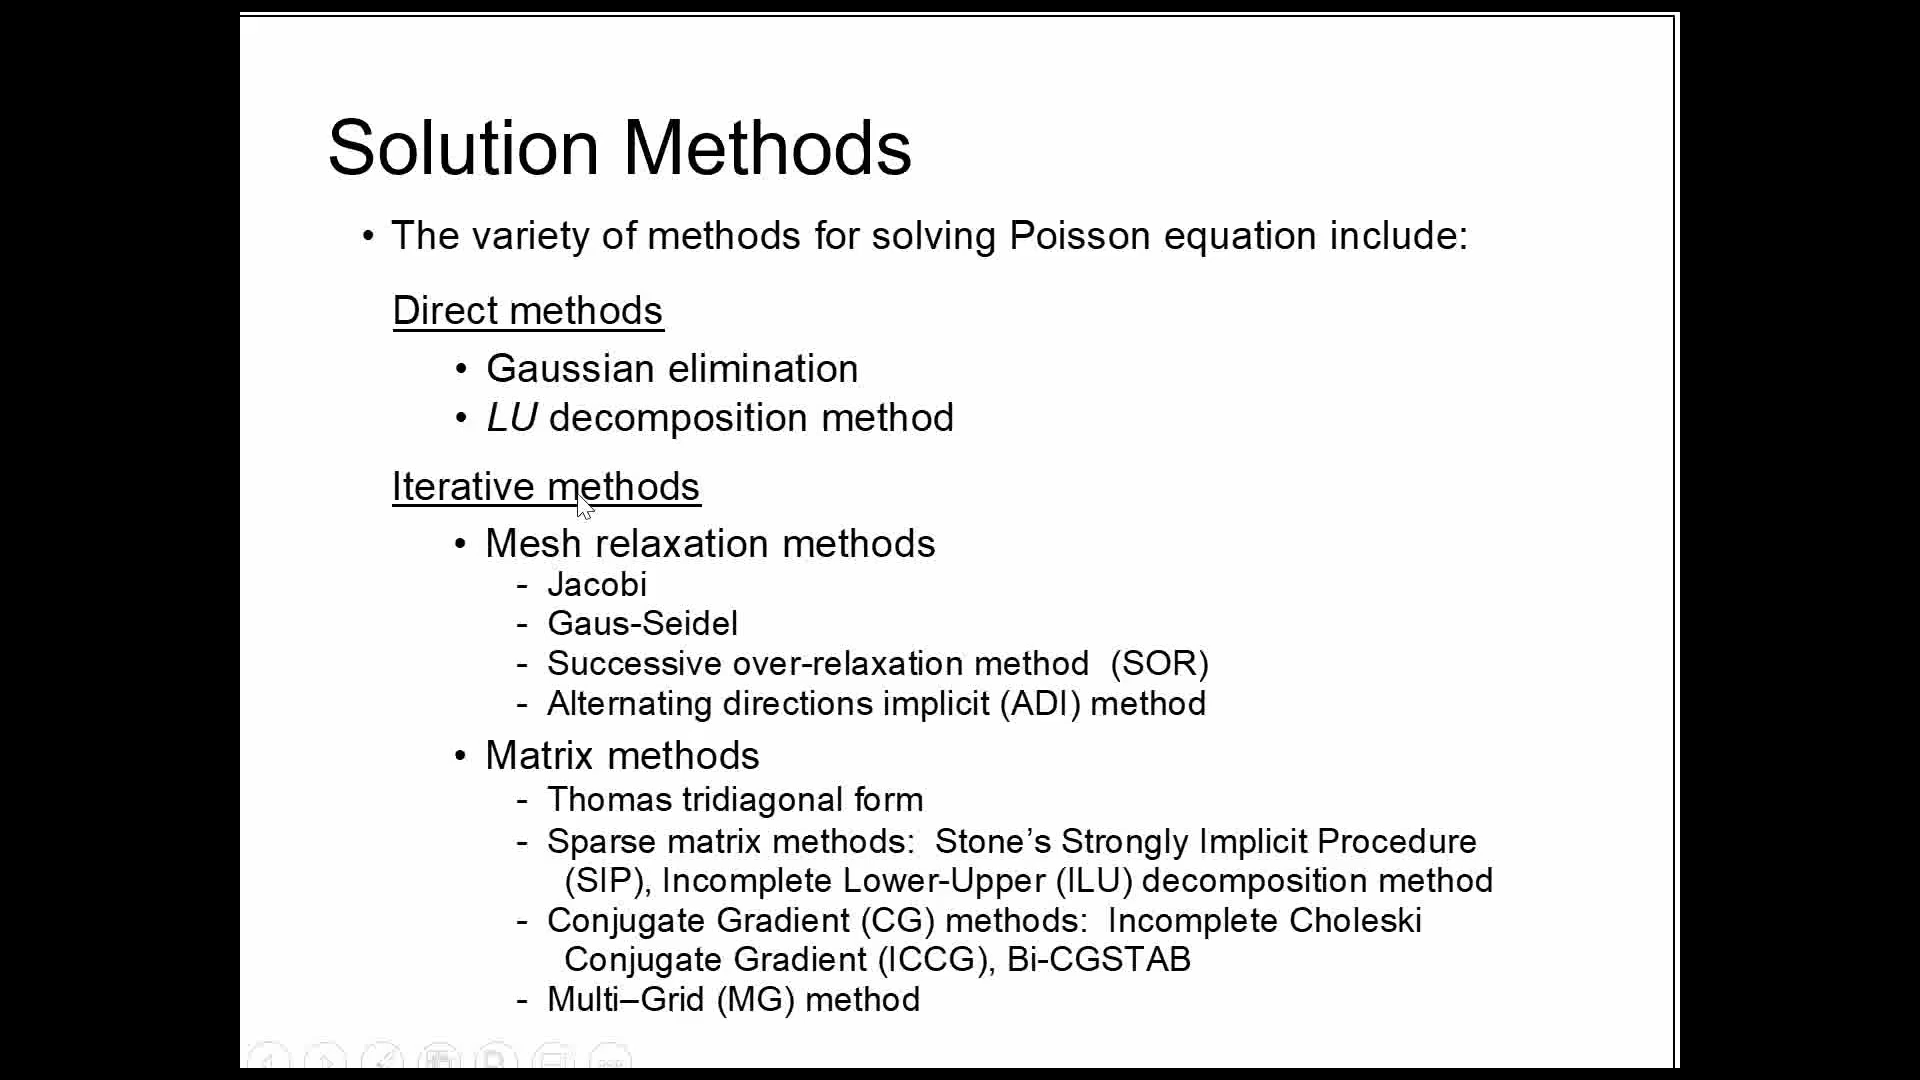 Solution Methods
• The variety of methods for solving Poisson equation include:
Direct methods
• Gaussian elimination
• LU decomposition method
Iterative methods
• Mesh relaxation methods
- Jacobi
- Gaus-Seidel
- Successive over-relaxation method (SOR)
- Alternating directions implicit (ADI) method
• Matrix methods
- Thomas tridiagonal form
- Sparse matrix methods: Stone’s Strongly Implicit Procedure
(SIP), Incomplete Lower-Upper (ILU) decomposition method
- Conjugate Gradient (CG) methods: Incomplete Choleski
Conjugate Gradient (ICCG), Bi-CGSTAB
- Multi–Grid (MG) method